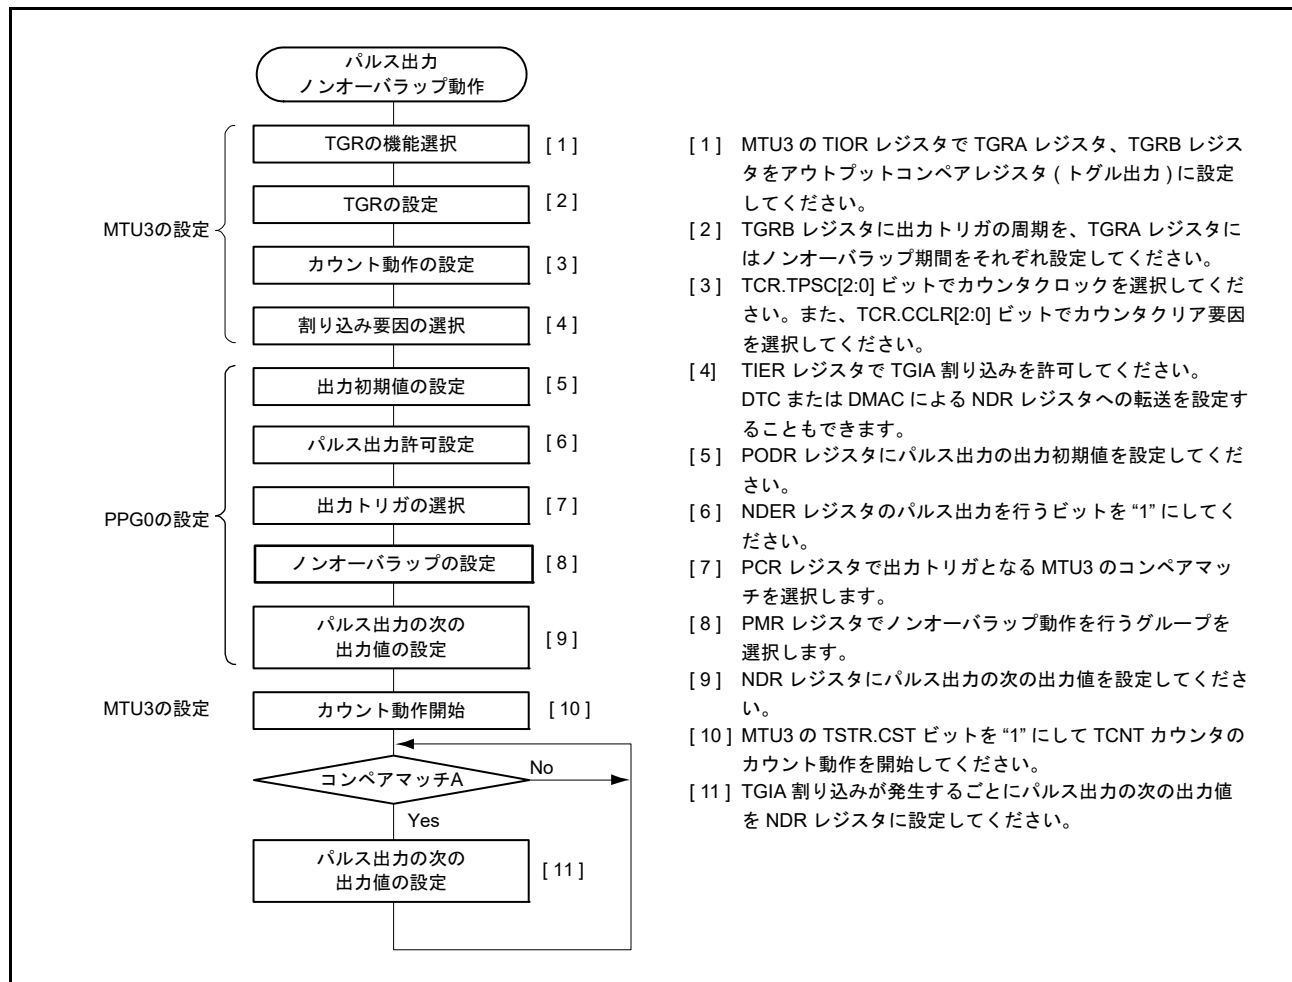 パルス出力
ノンオーバラップ動作
MTU3の設定
TGRの機能選択 [ 1 ]
TGRの設定 [ 2 ]
カウント動作の設定 [ 3 ]
割り込み要因の選択 [ 4 ]
PPG0の設定
出力初期値の設定 [ 5 ]
パルス出力許可設定 [ 6 ]
出力トリガの選択 [ 7 ]
ノンオーバラップの設定 [ 8 ]
パルス出力の次の
出力値の設定 [ 9 ]
MTU3の設定
カウント動作開始 [ 10 ]
コンペアマッチA
No
Yes
パルス出力の次の
出力値の設定 [ 11 ]
[ 1 ] MTU3 の TIOR レジスタで TGRA レジスタ、TGRB レジス
タをアウトプットコンペアレジスタ ( トグル出力 ) に設定
してください。
[ 2 ] TGRB レジスタに出力トリガの周期を、TGRA レジスタに
はノンオーバラップ期間をそれぞれ設定してください。
[ 3 ] TCR.TPSC[2:0] ビットでカウンタクロックを選択してくだ
さい。また、TCR.CCLR[2:0] ビットでカウンタクリア要因
を選択してください。
[ 4] TIER レジスタで TGIA 割り込みを許可してください。
DTC または DMAC による NDR レジスタへの転送を設定す
ることもできます。
[ 5 ] PODR レジスタにパルス出力の出力初期値を設定してくだ
さい。
[ 6 ] NDER レジスタのパルス出力を行うビットを “1” にしてく
ださい。
[ 7 ] PCR レジスタで出力トリガとなる MTU3 のコンペアマッ
チを選択します。
[ 8 ] PMR レジスタでノンオーバラップ動作を行うグループを
選択します。
[ 9 ] NDR レジスタにパルス出力の次の出力値を設定してくださ
い。
[ 10 ] MTU3 の TSTR.CST ビットを “1” にして TCNT カウンタの
カウント動作を開始してください。
[ 11 ] TGIA 割り込みが発生するごとにパルス出力の次の出力値
を NDR レジスタに設定してください。